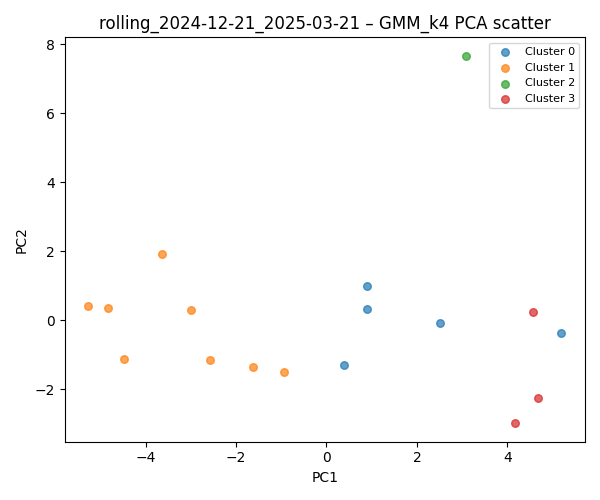 rolling_2024-12-21_2025-03-21 – GMM_k4 PCA scatter
Cluster 0
Cluster 1
Cluster 2
Cluster 3
8
6
4
2
0
−2
PC2
−4 −2 0 2 4
PC1